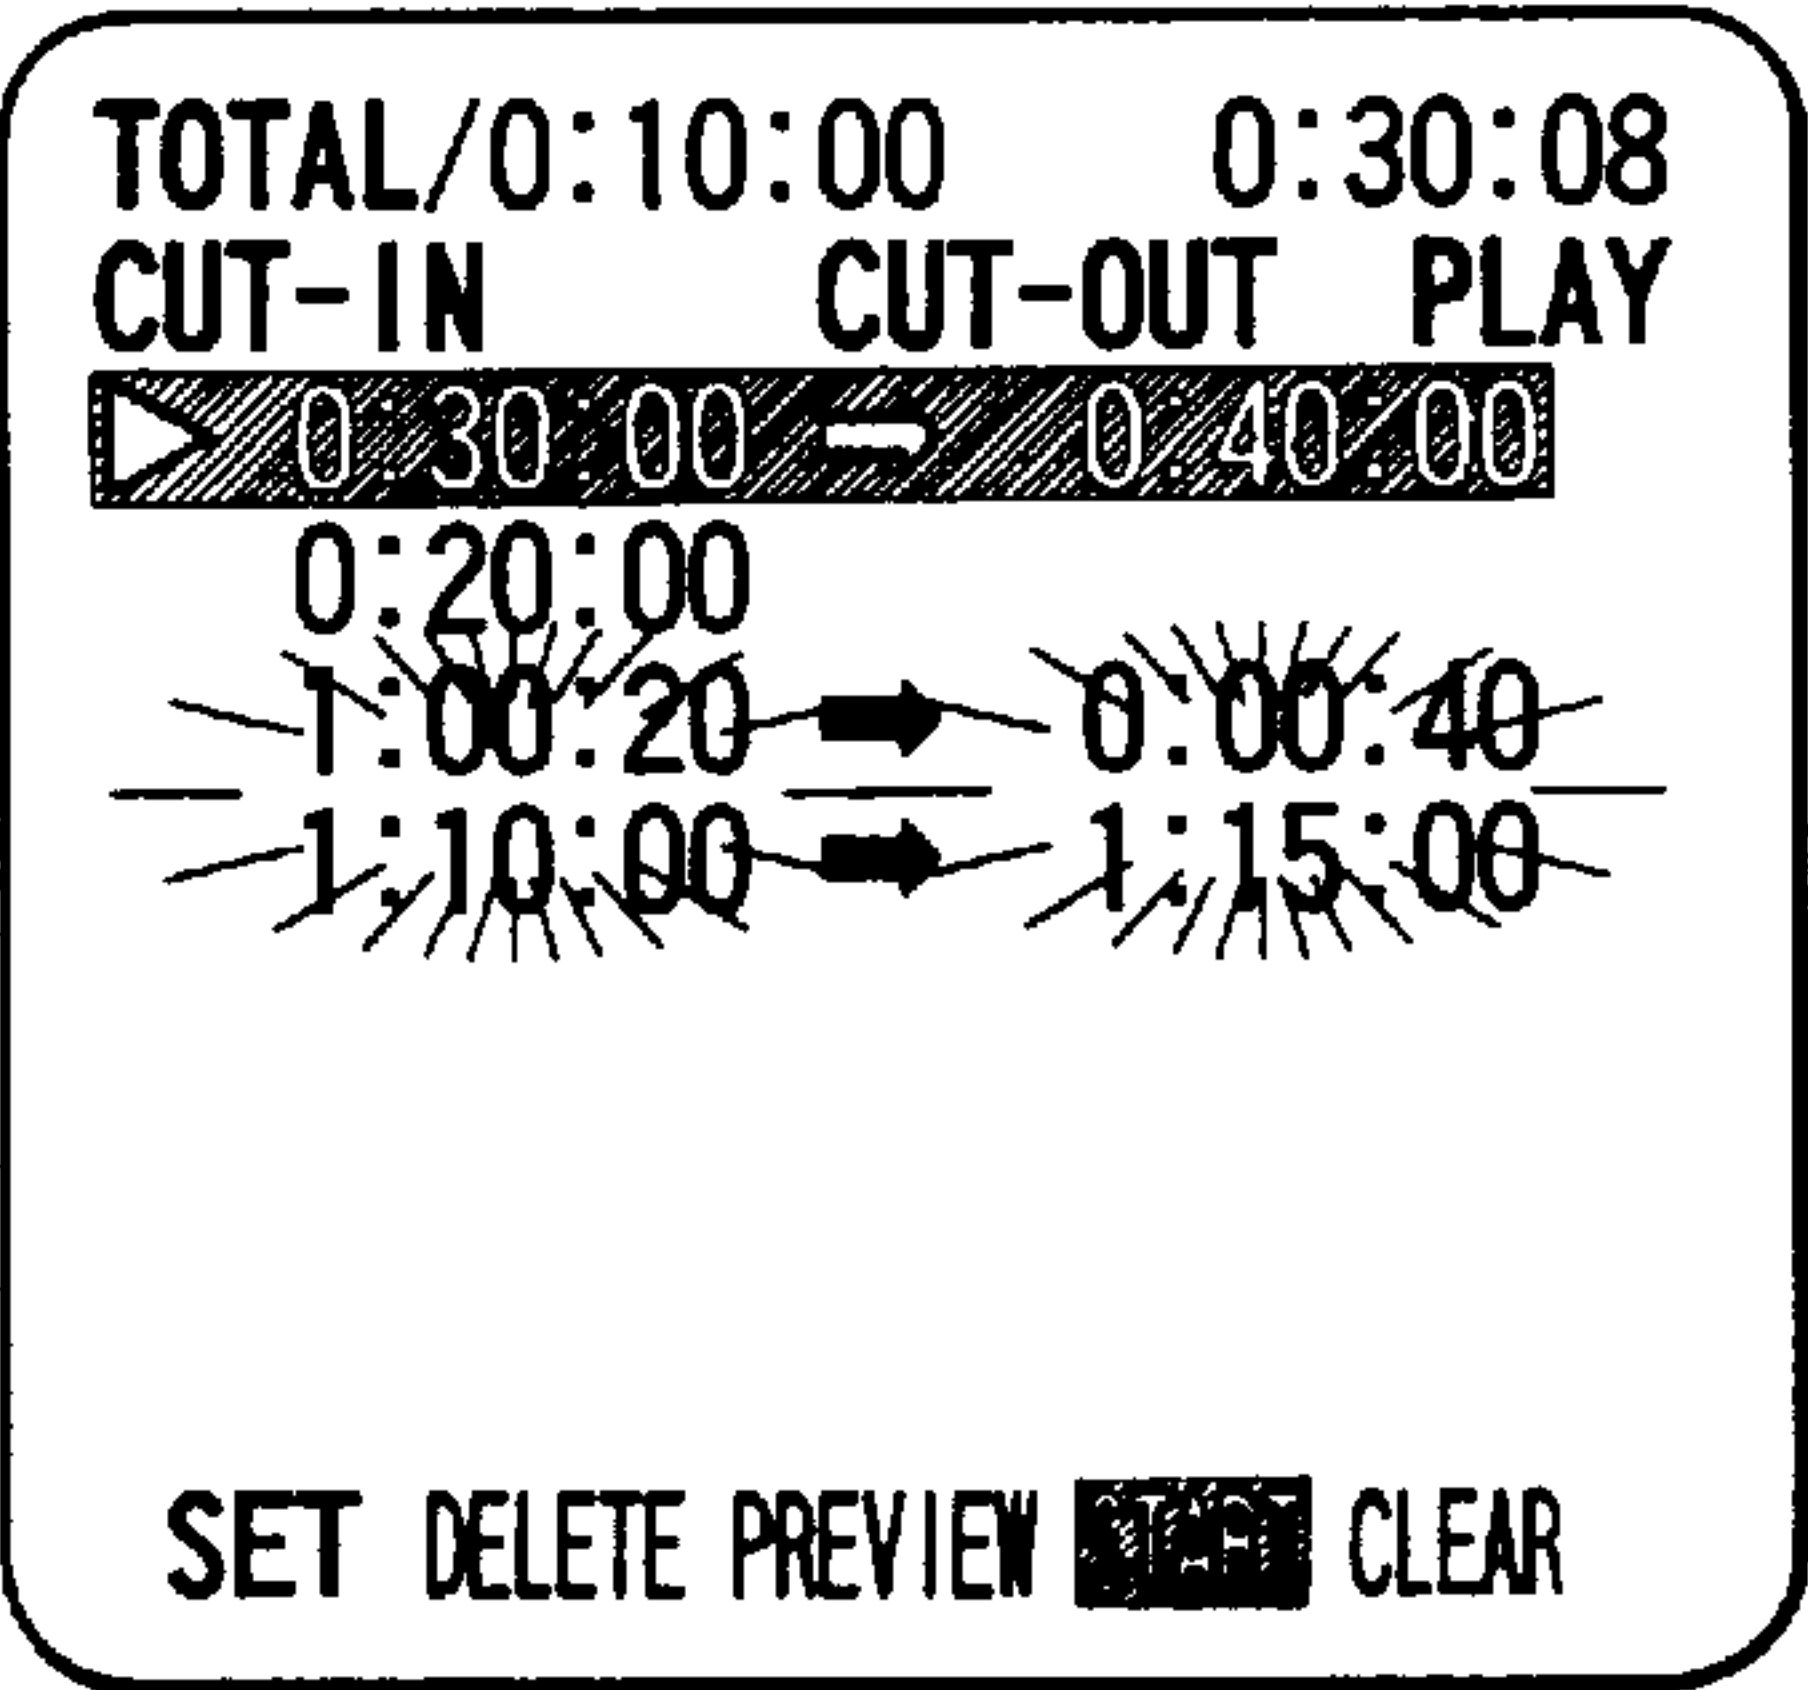 TOTAL/0:10:00 0:30:08
CUT-IN CUT-OUT PLAY
0:30:00 0:40:00
0:20:00
1:00:20 0:00:40
1:10:00 1:15:00
SET DELETE PREVIEW START CLEAR